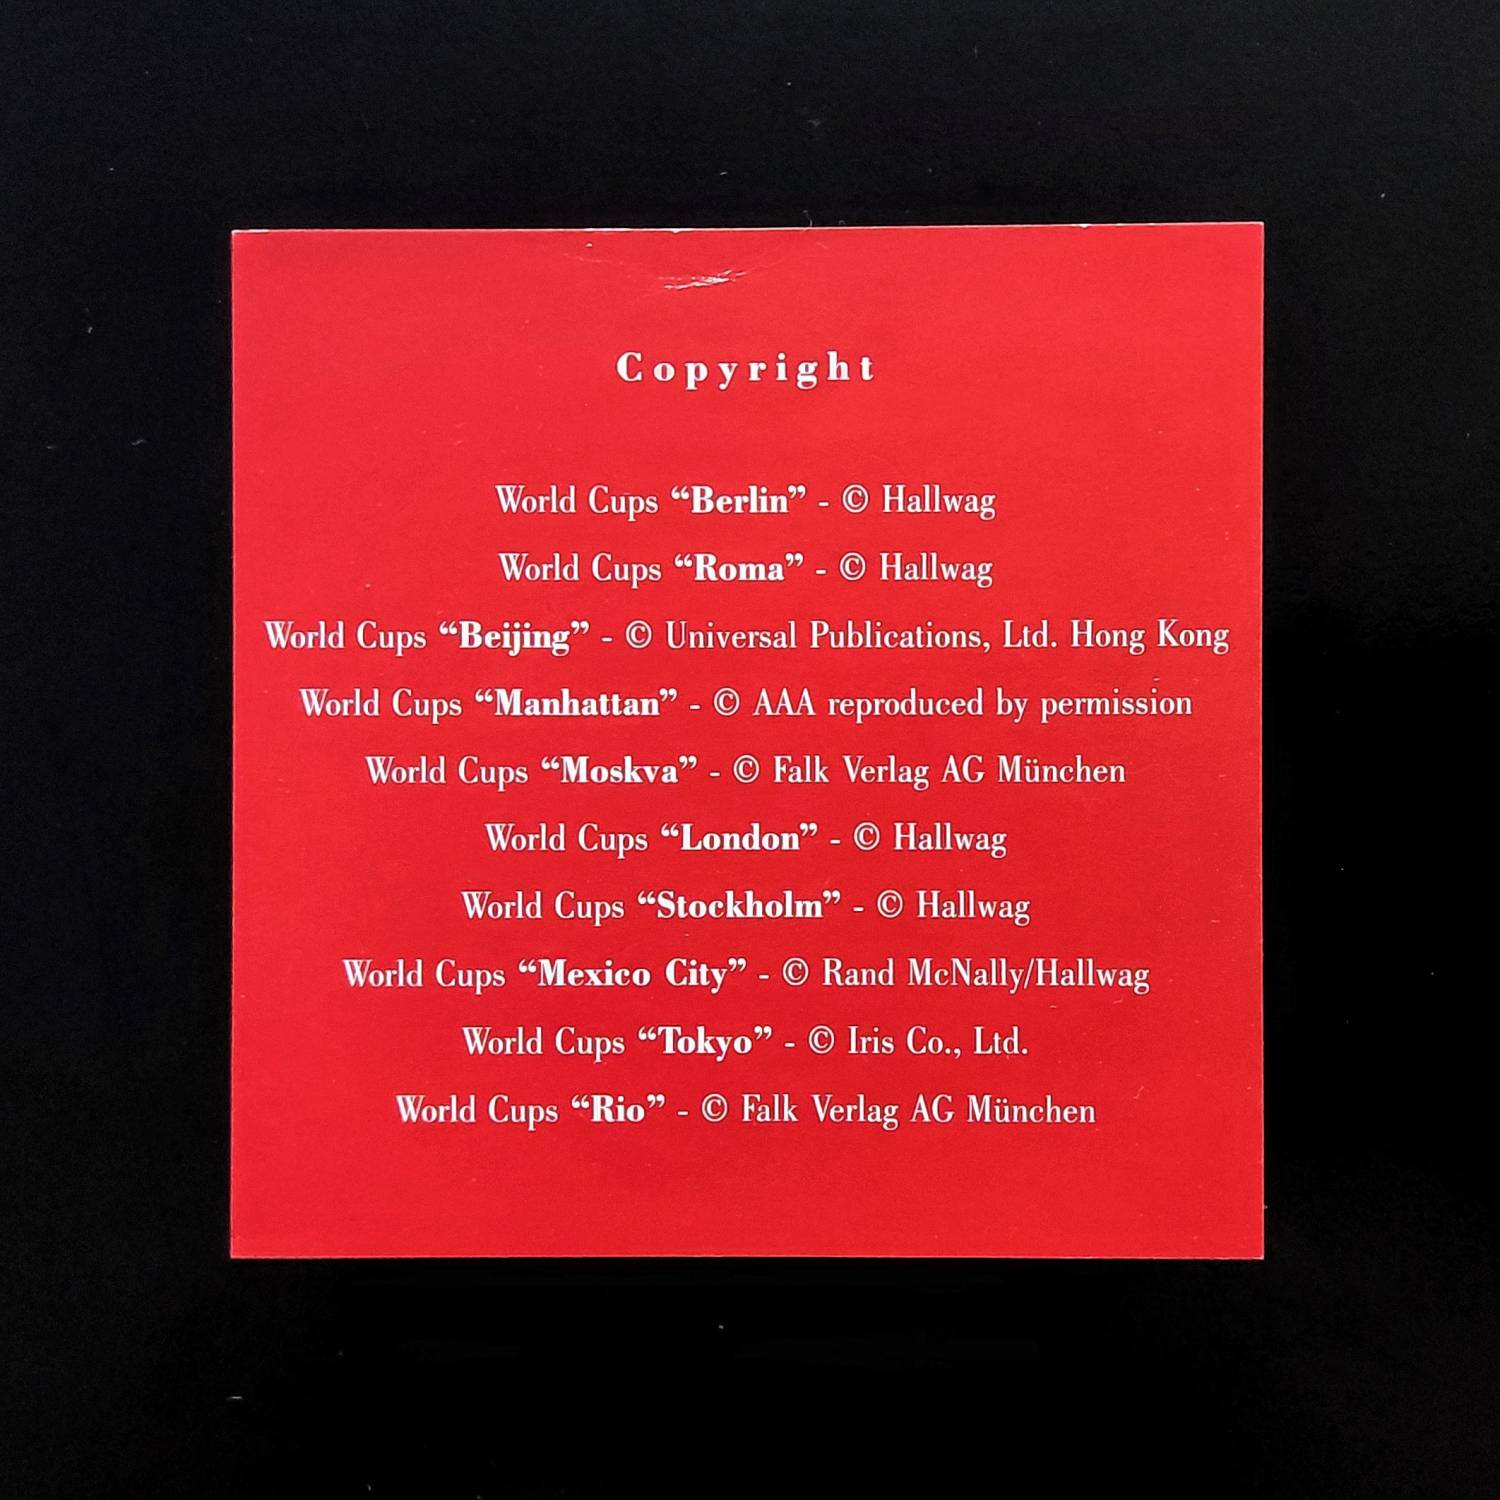 Copyright
World Cups “Berlin” - © Hallwag
World Cups “Roma” - © Hallwag
World Cups “Beijing” - © Universal Publications, Ltd. Hong Kong
World Cups “Manhattan” - © AAA reproduced by permission
World Cups “Moskva” - © Falk Verlag AG München
World Cups “London” - © Hallwag
World Cups “Stockholm” - © Hallwag
World Cups “Mexico City” - © Rand McNally/Hallwag
World Cups “Tokyo” - © Iris Co., Ltd.
World Cups “Rio” - © Falk Verlag AG München